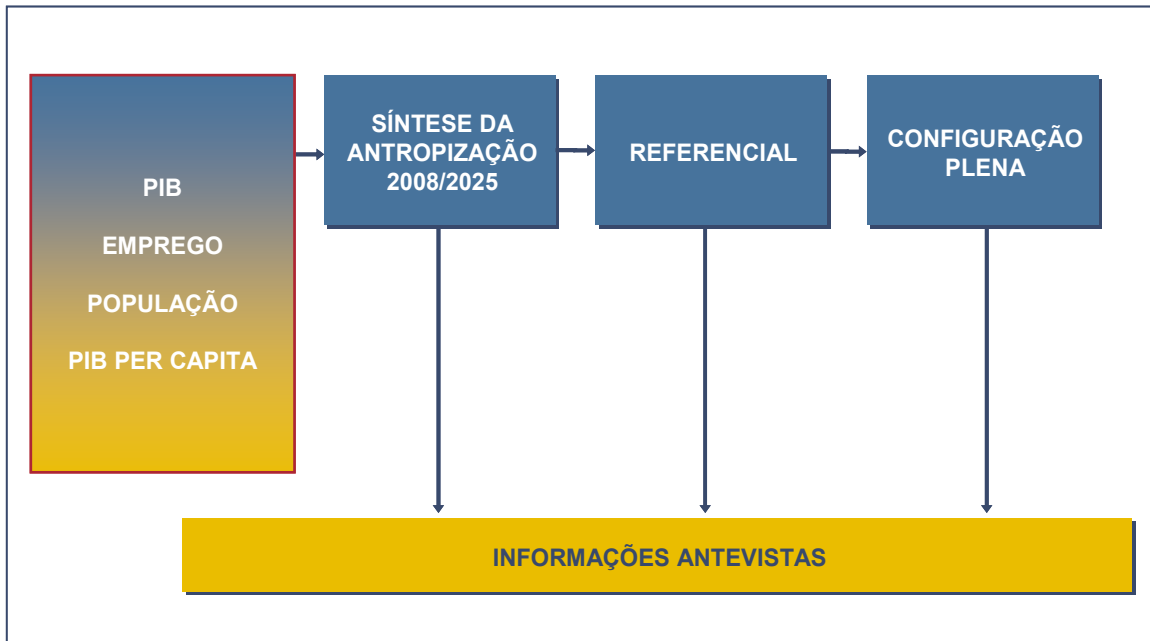 PIB
EMPREGO
POPULAÇÃO
PIB PER CAPITA
SÍNTESE DA
ANTROPIZAÇÃO
2008/2025
REFERENCIAL
CONFIGURAÇÃO
PLENA
INFORMAÇÕES ANTEVISTAS